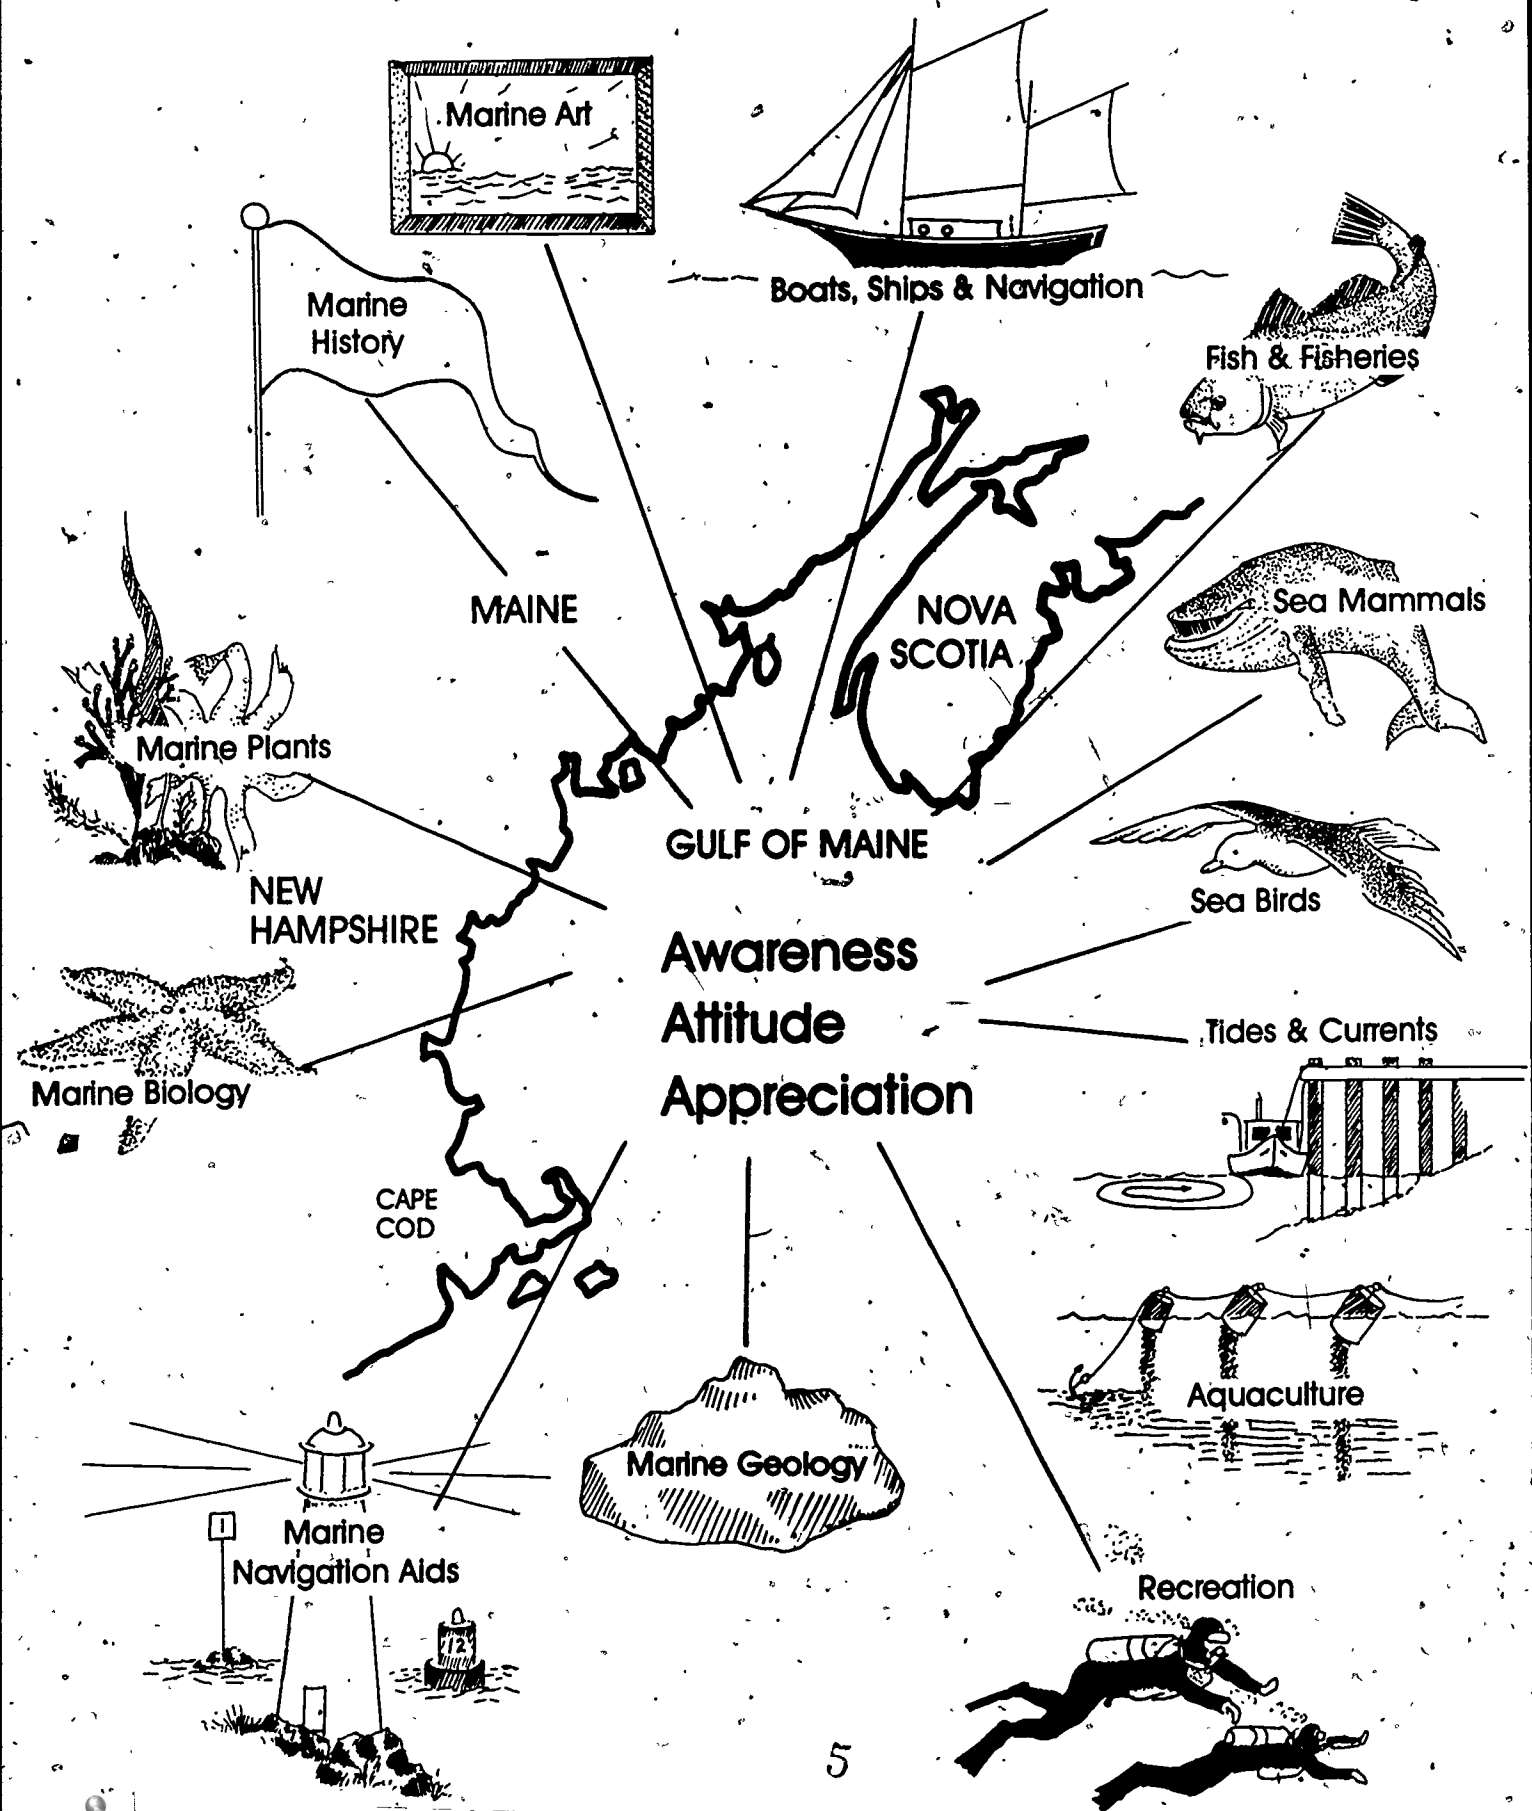 Marine Art
Boats, Ships & Navigation
Marine
History
Fish & Fisheries
MAINE
NOVA
SCOTIA
Sea Mammals
Marine Plants
GULF OF MAINE
NEW
HAMPSHIRE
Sea Birds
Awareness
Attitude
Appreciation
Tides & Currents
Marine Biology
CAPE
COD
Aquaculture
Marine Geology
1
Marine
Navigation Aids
Recreation
12
5